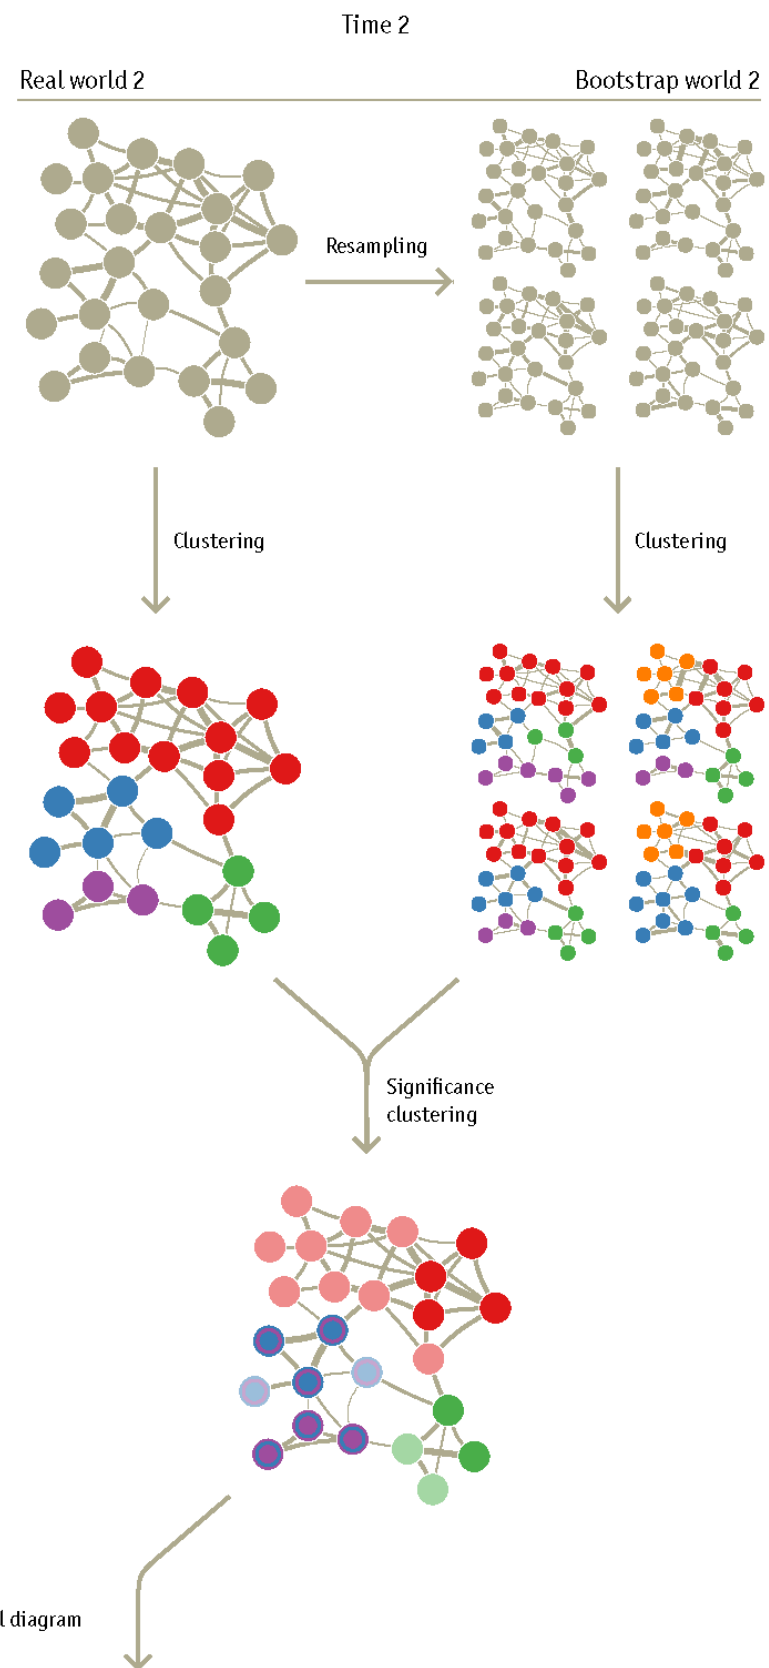 Time 2
Real world 2
Bootstrap world 2
Resampling
Clustering
Clustering
Significance
clustering
l diagram